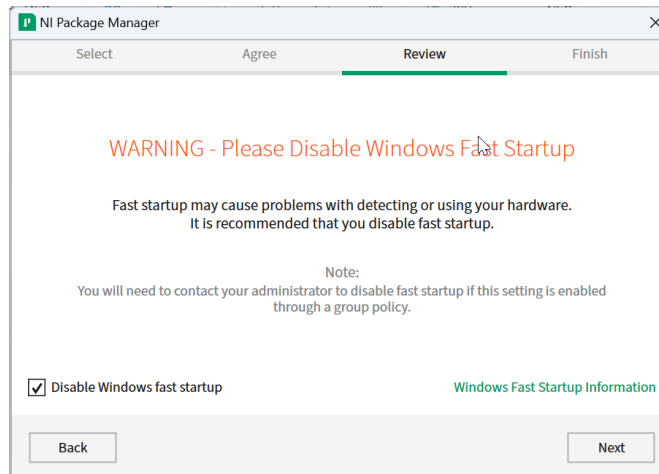 NI Package Manager
Select Agree Review Finish
WARNING - Please Disable Windows Fast Startup
Fast startup may cause problems with detecting or using your hardware.
It is recommended that you disable fast startup.
Note:
You will need to contact your administrator to disable fast startup if this setting is enabled
through a group policy.
Disable Windows fast startup Windows Fast Startup Information
Back Next